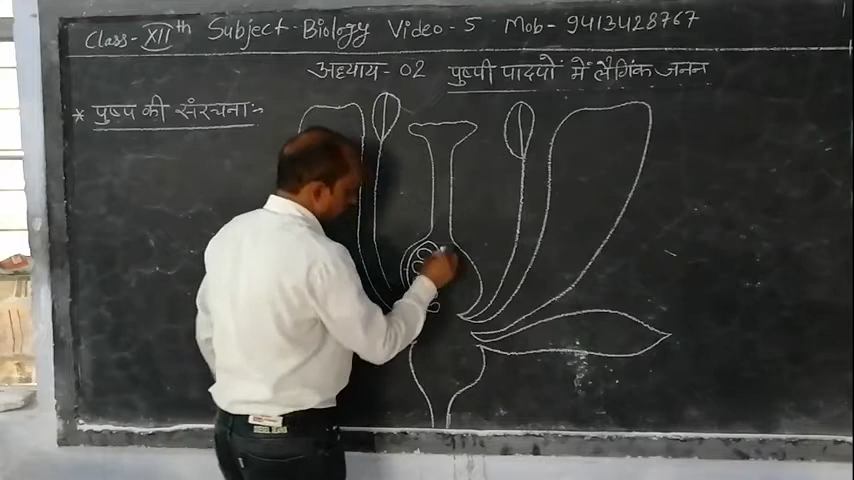 Class - XIIth Subject - Biology Video - 5 Mob - 9413428767
अध्याय - 02 पुष्पी पादपों में लैंगिक जनन
* पुष्प की संरचना :-